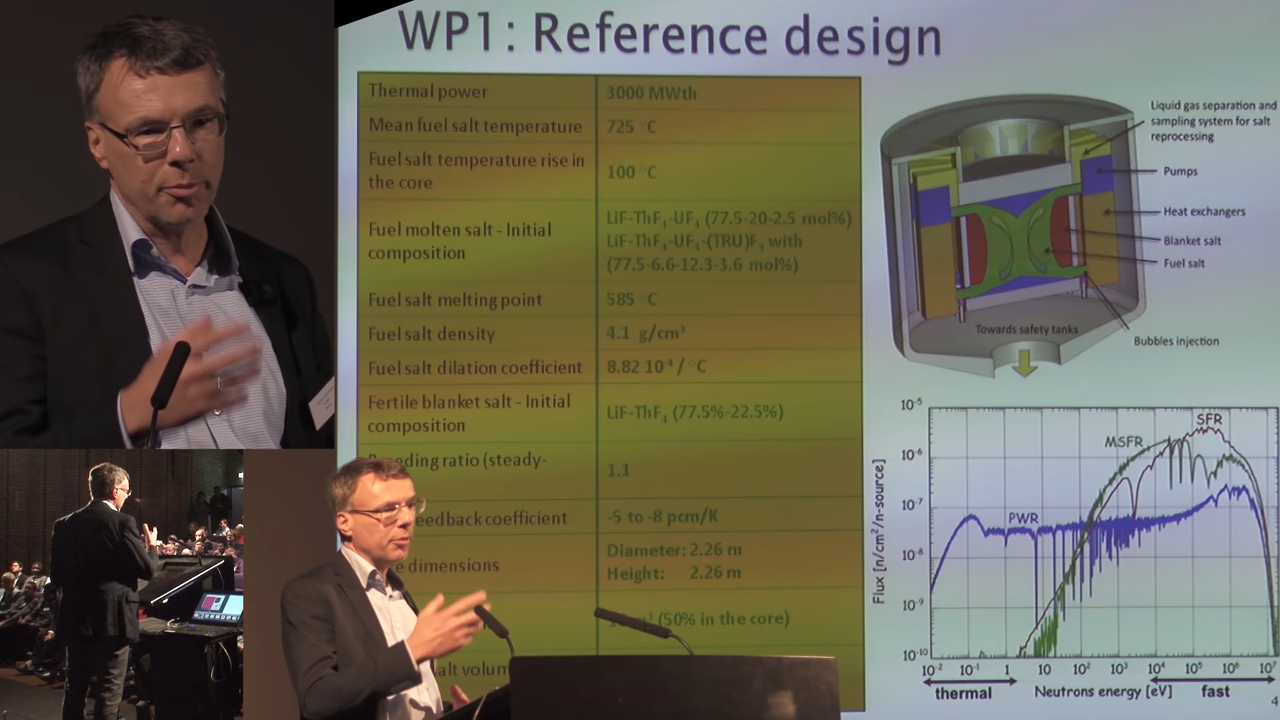 WP1: Reference design
Thermal power 3000 MWth
Mean fuel salt temperature 725 °C
Fuel salt temperature rise in
the core 100 °C
Fuel molten salt - Initial
composition
LiF-ThF₄-UF₄ (77.5-20-2.5 mol%)
LiF-ThF₄-UF₄-(TRU)F₃ with
(77.5-6.6-12.3-3.6 mol%)
Fuel salt melting point 585 °C
Fuel salt density 4.1 g/cm³
Fuel salt dilation coefficient 8.82 10⁻⁴ / °C
Fertile blanket salt - Initial
composition
LiF-ThF₄ (77.5%-22.5%)
ratio (steady-
1.1
coefficient -5 to -8 pcm/K
dimensions
Diameter: 2.26 m
Height: 2.26 m
(50% in the core)
Liquid gas separation and
sampling system for salt
reprocessing
Pumps
Heat exchangers
Blanket salt
Fuel salt
Towards safety tanks
Bubbles injection
Flux [n/cm²/n-source]
10⁻⁵
10⁻⁶
10⁻⁷
10⁻⁸
10⁻⁹
10⁻¹⁰
SFR
MSFR
PWR
10⁻² 10⁻¹ 1 10 10² 10³ 10⁴ 10⁵ 10⁶ 10⁷
thermal Neutrons energy [eV] fast
4